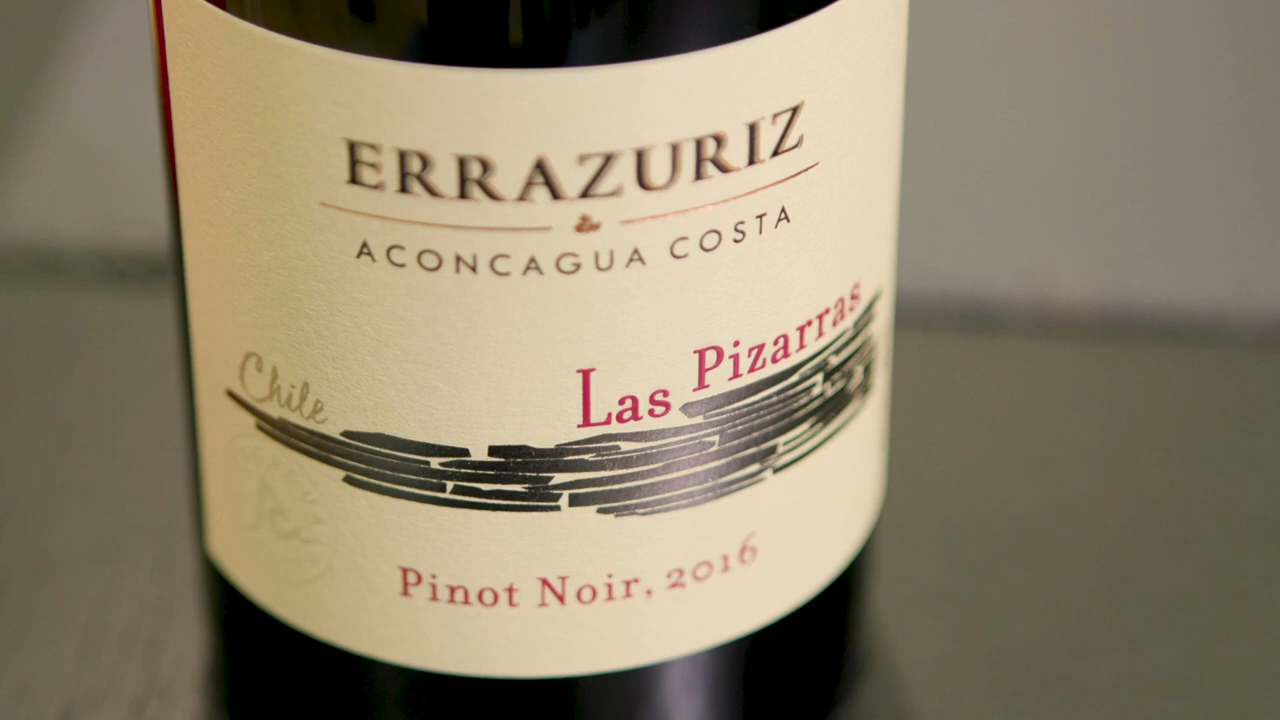 ERRAZURIZ
ACONCAGUA COSTA
Las Pizarras
Chile
Pinot Noir, 2016